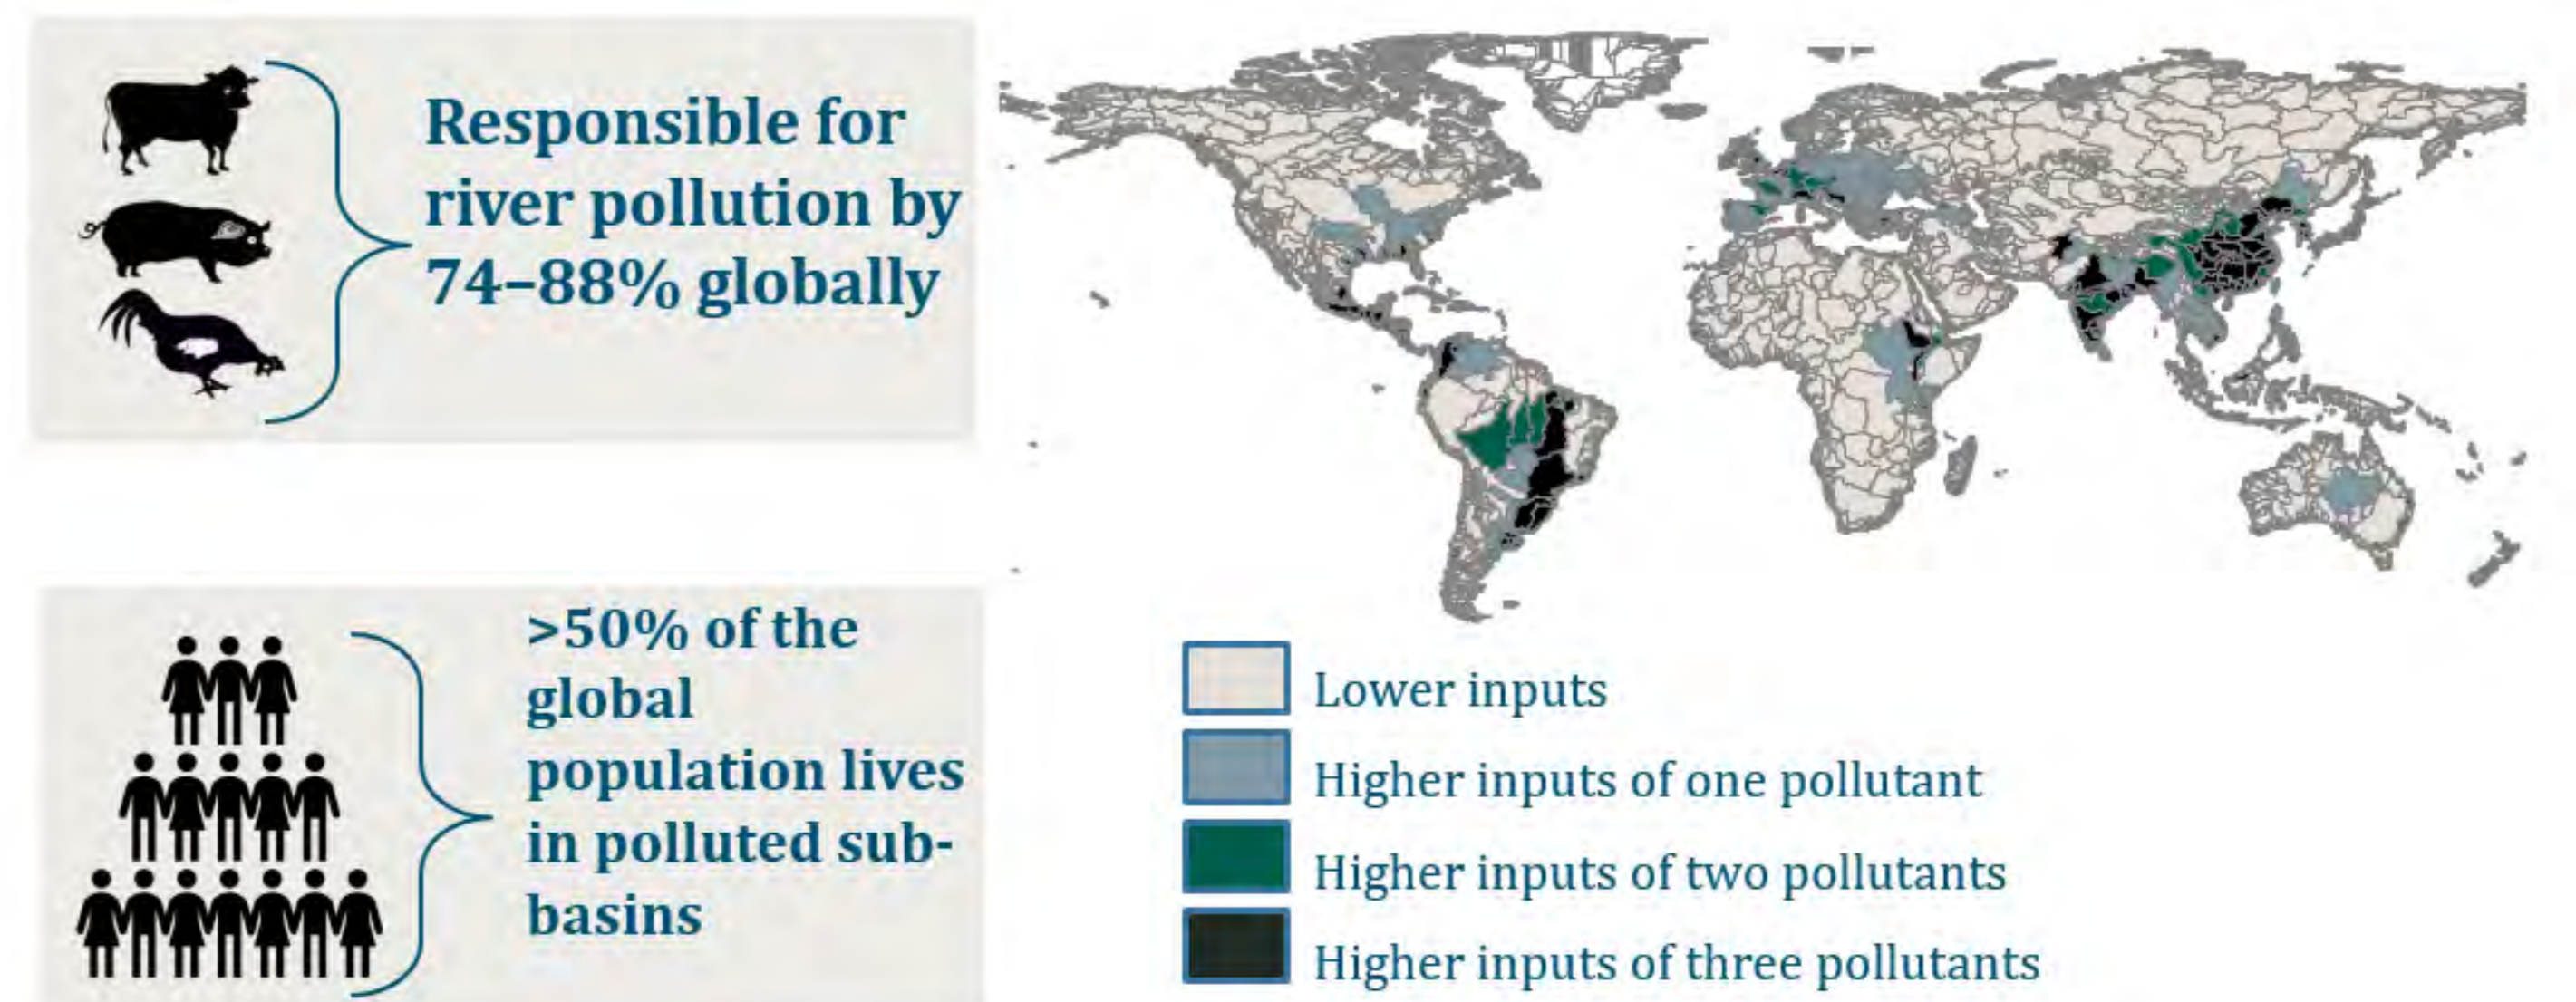 Responsible for
river pollution by
74–88% globally
>50% of the
global
population lives
in polluted sub-
basins
Lower inputs
Higher inputs of one pollutant
Higher inputs of two pollutants
Higher inputs of three pollutants